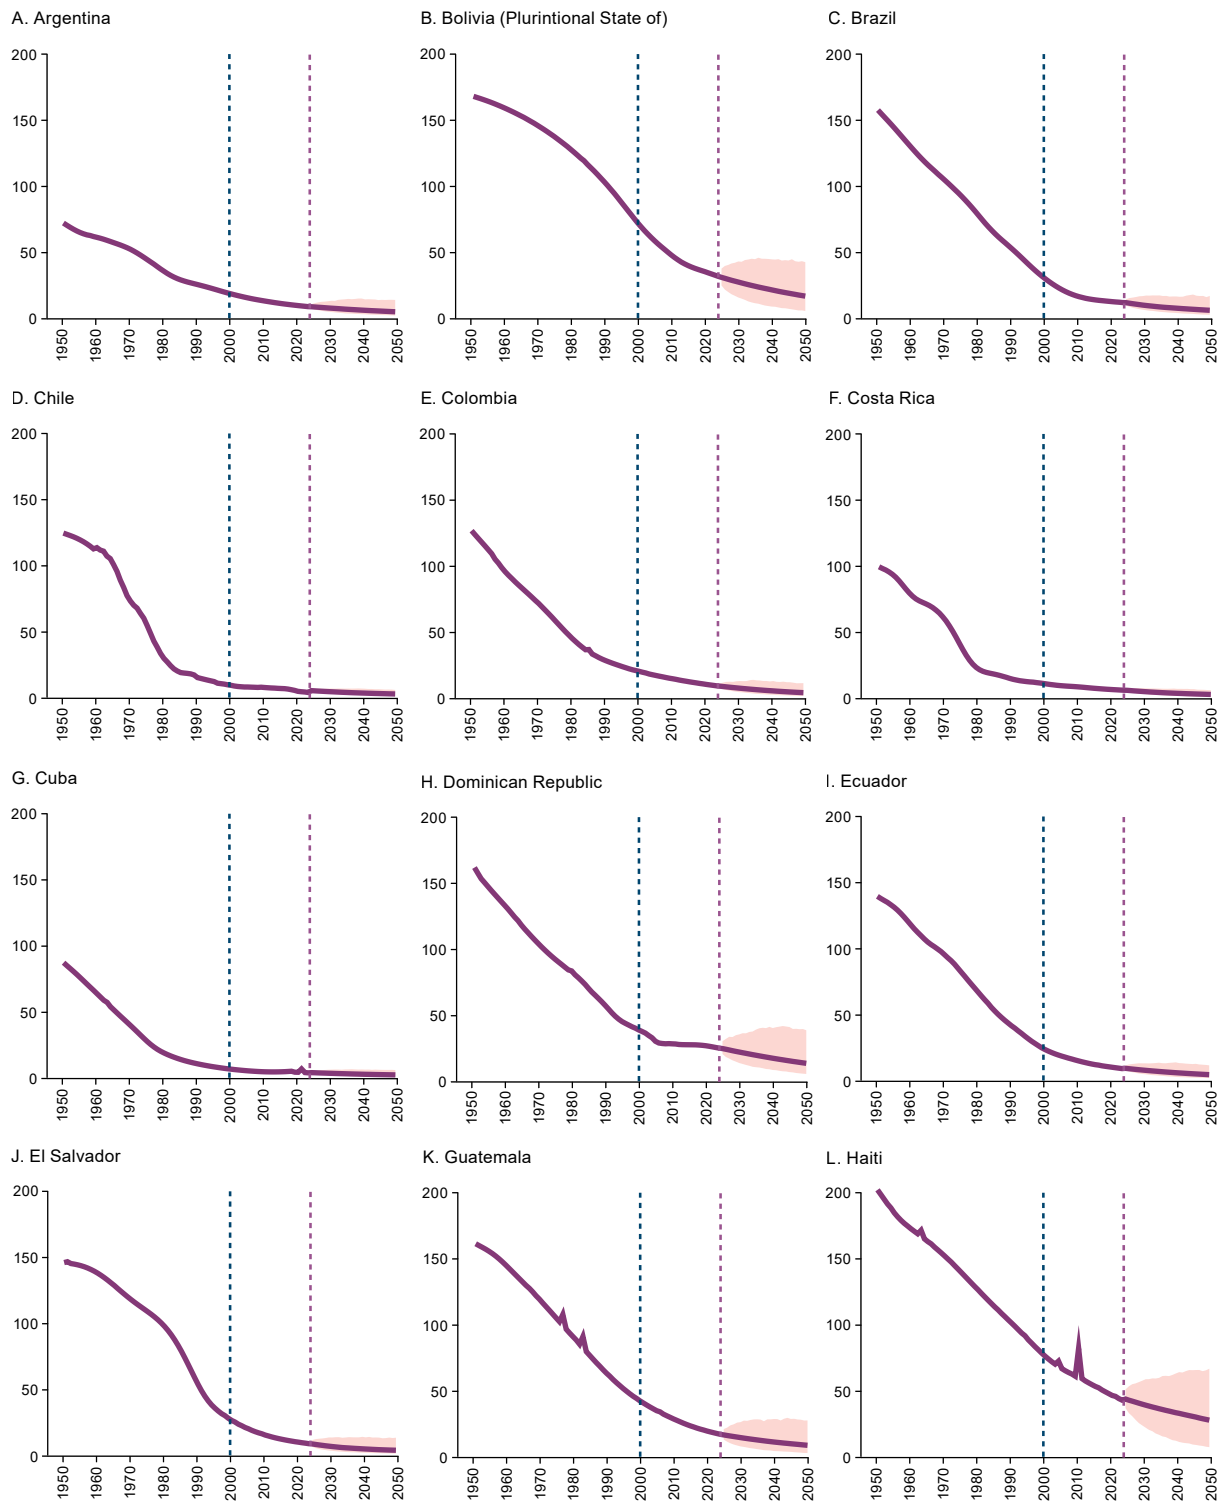 A. Argentina
B. Bolivia (Plurintional State of)
C. Brazil
200
150
100
50
0
1950 1960 1970 1980 1990 2000 2010 2020 2030 2040 2050
200
150
100
50
0
1950 1960 1970 1980 1990 2000 2010 2020 2030 2040 2050
200
150
100
50
0
1950 1960 1970 1980 1990 2000 2010 2020 2030 2040 2050
D. Chile
E. Colombia
F. Costa Rica
200
150
100
50
0
1950 1960 1970 1980 1990 2000 2010 2020 2030 2040 2050
200
150
100
50
0
1950 1960 1970 1980 1990 2000 2010 2020 2030 2040 2050
200
150
100
50
0
1950 1960 1970 1980 1990 2000 2010 2020 2030 2040 2050
G. Cuba
H. Dominican Republic
I. Ecuador
200
150
100
50
0
1950 1960 1970 1980 1990 2000 2010 2020 2030 2040 2050
200
150
100
50
0
1950 1960 1970 1980 1990 2000 2010 2020 2030 2040 2050
200
150
100
50
0
1950 1960 1970 1980 1990 2000 2010 2020 2030 2040 2050
J. El Salvador
K. Guatemala
L. Haiti
200
150
100
50
0
1950 1960 1970 1980 1990 2000 2010 2020 2030 2040 2050
200
150
100
50
0
1950 1960 1970 1980 1990 2000 2010 2020 2030 2040 2050
200
150
100
50
0
1950 1960 1970 1980 1990 2000 2010 2020 2030 2040 2050